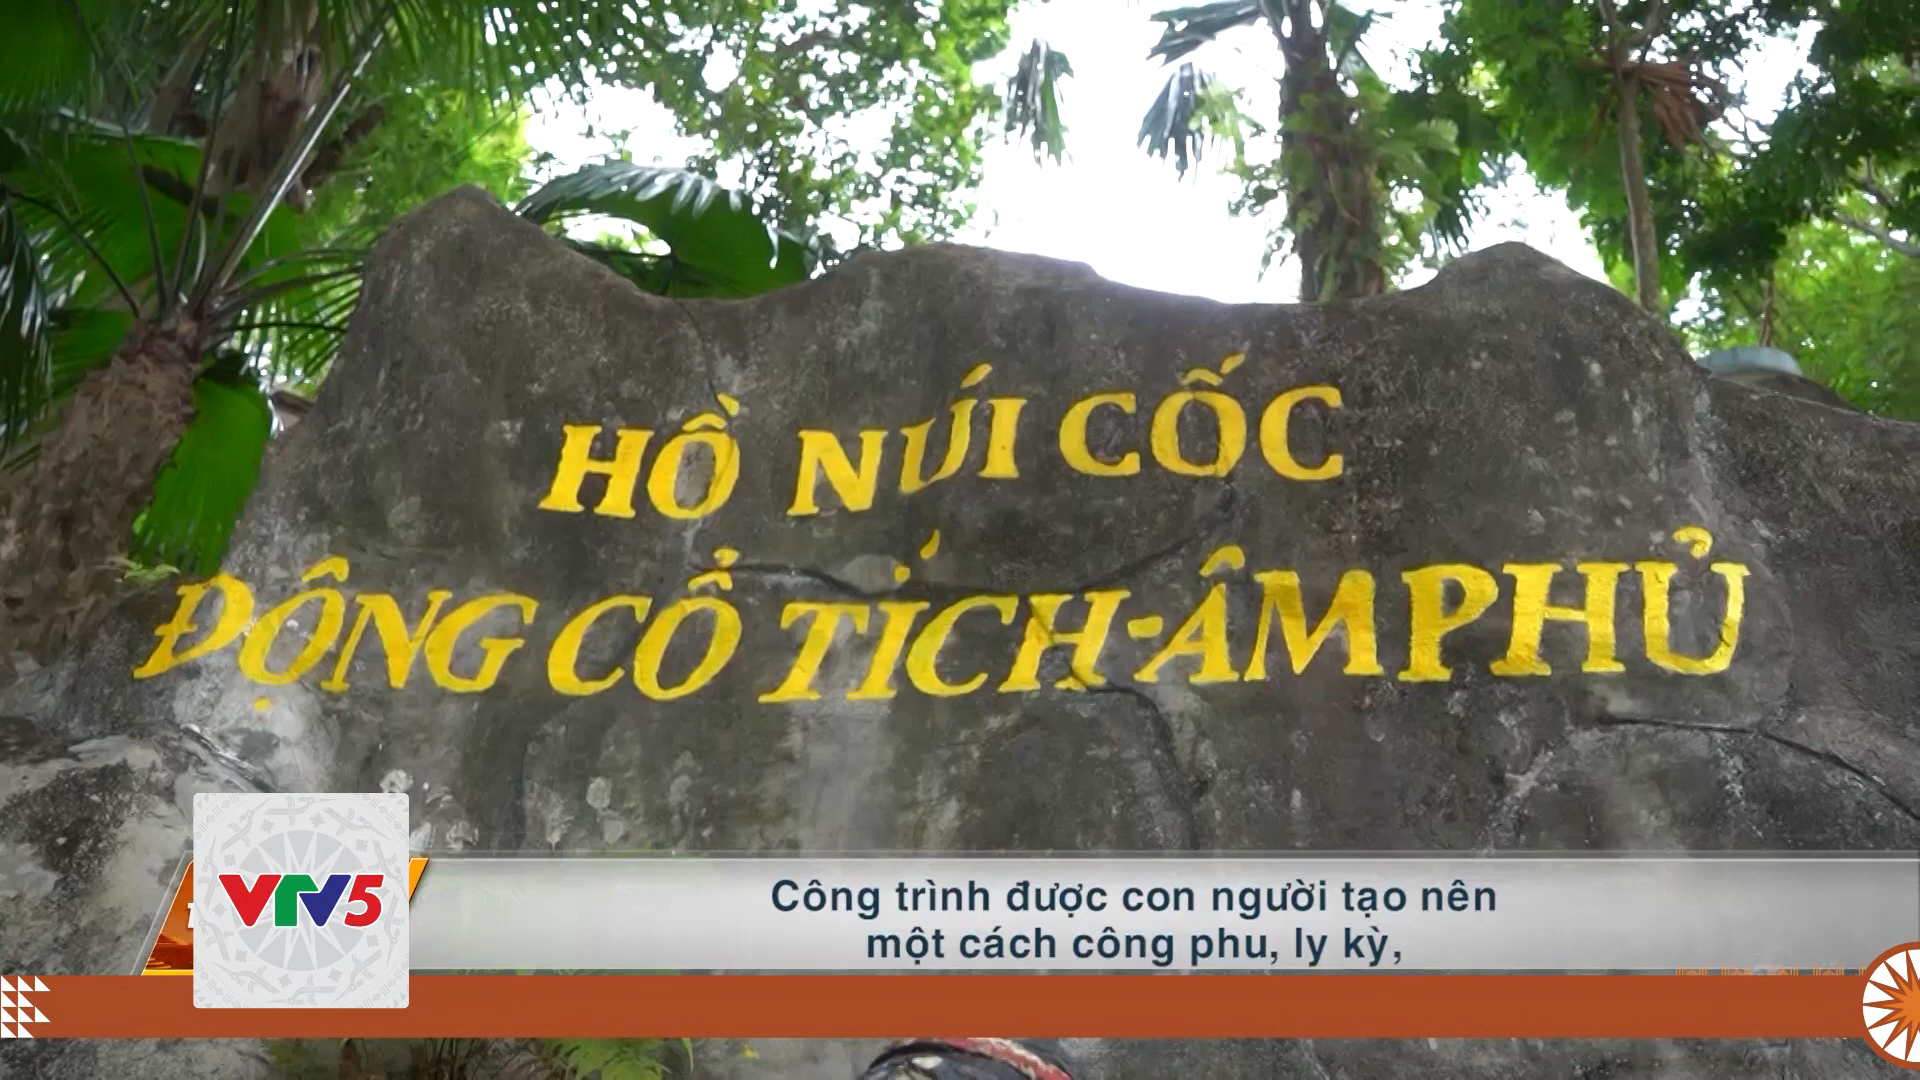 HỒ NÚI CỐC
ĐỘNG CỔ TÍCH-ÂM PHỦ
VTV5
Công trình được con người tạo nên
một cách công phu, ly kỳ,